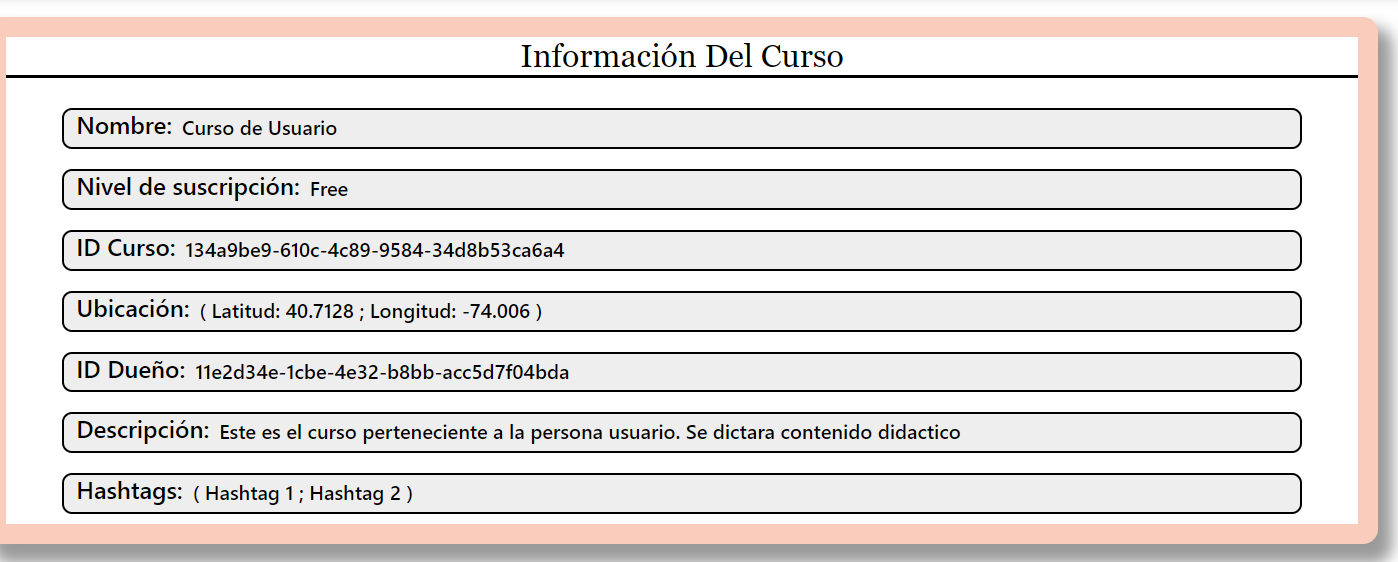 Información Del Curso
Nombre: Curso de Usuario
Nivel de suscripción: Free
ID Curso: 134a9be9-610c-4c89-9584-34d8b53ca6a4
Ubicación: ( Latitud: 40.7128 ; Longitud: -74.006 )
ID Dueño: 11e2d34e-1cbe-4e32-b8bb-acc5d7f04bda
Descripción: Este es el curso perteneciente a la persona usuario. Se dictara contenido didactico
Hashtags: ( Hashtag 1 ; Hashtag 2 )